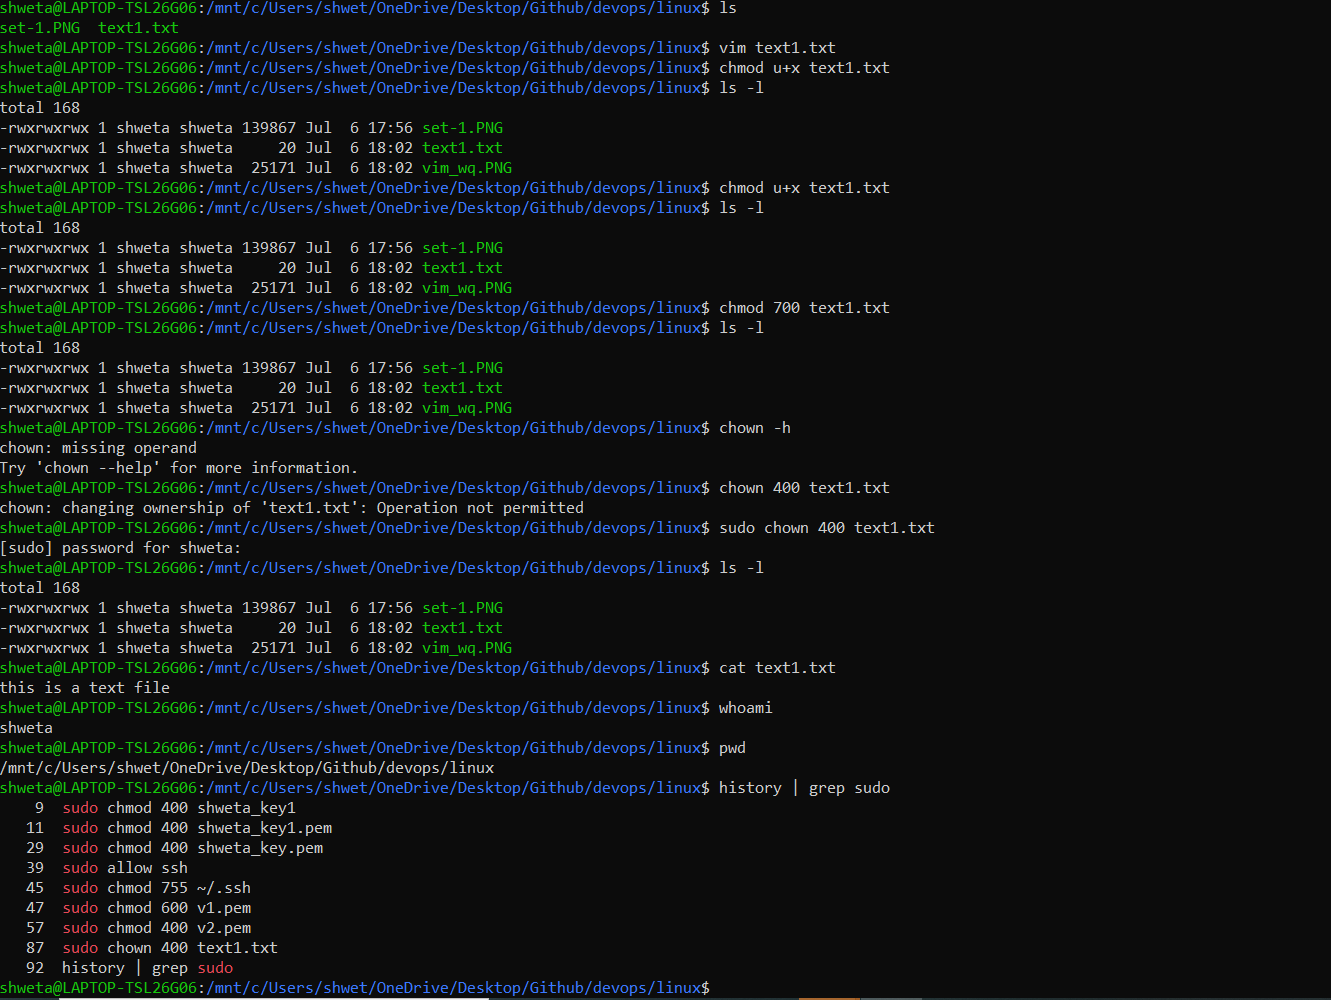 shweta@LAPTOP-TSL26G06:/mnt/c/Users/shwet/OneDrive/Desktop/Github/devops/linux$ ls
set-1.PNG  text1.txt
shweta@LAPTOP-TSL26G06:/mnt/c/Users/shwet/OneDrive/Desktop/Github/devops/linux$ vim text1.txt
shweta@LAPTOP-TSL26G06:/mnt/c/Users/shwet/OneDrive/Desktop/Github/devops/linux$ chmod u+x text1.txt
shweta@LAPTOP-TSL26G06:/mnt/c/Users/shwet/OneDrive/Desktop/Github/devops/linux$ ls -l
total 168
-rwxrwxrwx 1 shweta shweta 139867 Jul  6 17:56 set-1.PNG
-rwxrwxrwx 1 shweta shweta     20 Jul  6 18:02 text1.txt
-rwxrwxrwx 1 shweta shweta  25171 Jul  6 18:02 vim_wq.PNG
shweta@LAPTOP-TSL26G06:/mnt/c/Users/shwet/OneDrive/Desktop/Github/devops/linux$ chmod u+x text1.txt
shweta@LAPTOP-TSL26G06:/mnt/c/Users/shwet/OneDrive/Desktop/Github/devops/linux$ ls -l
total 168
-rwxrwxrwx 1 shweta shweta 139867 Jul  6 17:56 set-1.PNG
-rwxrwxrwx 1 shweta shweta     20 Jul  6 18:02 text1.txt
-rwxrwxrwx 1 shweta shweta  25171 Jul  6 18:02 vim_wq.PNG
shweta@LAPTOP-TSL26G06:/mnt/c/Users/shwet/OneDrive/Desktop/Github/devops/linux$ chmod 700 text1.txt
shweta@LAPTOP-TSL26G06:/mnt/c/Users/shwet/OneDrive/Desktop/Github/devops/linux$ ls -l
total 168
-rwxrwxrwx 1 shweta shweta 139867 Jul  6 17:56 set-1.PNG
-rwxrwxrwx 1 shweta shweta     20 Jul  6 18:02 text1.txt
-rwxrwxrwx 1 shweta shweta  25171 Jul  6 18:02 vim_wq.PNG
shweta@LAPTOP-TSL26G06:/mnt/c/Users/shwet/OneDrive/Desktop/Github/devops/linux$ chown -h
chown: missing operand
Try 'chown --help' for more information.
shweta@LAPTOP-TSL26G06:/mnt/c/Users/shwet/OneDrive/Desktop/Github/devops/linux$ chown 400 text1.txt
chown: changing ownership of 'text1.txt': Operation not permitted
shweta@LAPTOP-TSL26G06:/mnt/c/Users/shwet/OneDrive/Desktop/Github/devops/linux$ sudo chown 400 text1.txt
[sudo] password for shweta:
shweta@LAPTOP-TSL26G06:/mnt/c/Users/shwet/OneDrive/Desktop/Github/devops/linux$ ls -l
total 168
-rwxrwxrwx 1 shweta shweta 139867 Jul  6 17:56 set-1.PNG
-rwxrwxrwx 1 shweta shweta     20 Jul  6 18:02 text1.txt
-rwxrwxrwx 1 shweta shweta  25171 Jul  6 18:02 vim_wq.PNG
shweta@LAPTOP-TSL26G06:/mnt/c/Users/shwet/OneDrive/Desktop/Github/devops/linux$ cat text1.txt
this is a text file
shweta@LAPTOP-TSL26G06:/mnt/c/Users/shwet/OneDrive/Desktop/Github/devops/linux$ whoami
shweta
shweta@LAPTOP-TSL26G06:/mnt/c/Users/shwet/OneDrive/Desktop/Github/devops/linux$ pwd
/mnt/c/Users/shwet/OneDrive/Desktop/Github/devops/linux
shweta@LAPTOP-TSL26G06:/mnt/c/Users/shwet/OneDrive/Desktop/Github/devops/linux$ history | grep sudo
    9  sudo chmod 400 shweta_key1
   11  sudo chmod 400 shweta_key1.pem
   29  sudo chmod 400 shweta_key.pem
   39  sudo allow ssh
   45  sudo chmod 755 ~/.ssh
   47  sudo chmod 600 v1.pem
   57  sudo chmod 400 v2.pem
   87  sudo chown 400 text1.txt
   92  history | grep sudo
shweta@LAPTOP-TSL26G06:/mnt/c/Users/shwet/OneDrive/Desktop/Github/devops/linux$